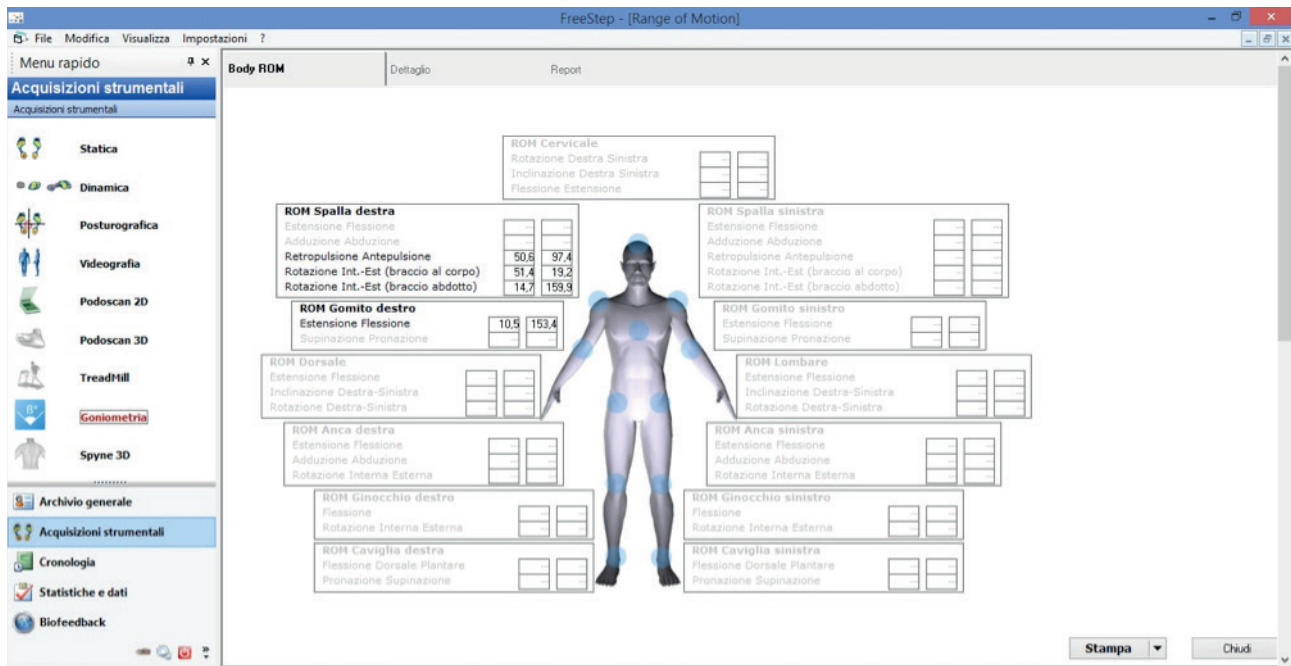 FreeStep - [Range of Motion]
File Modifica Visualizza Impostazioni ?
Menu rapido
Acquisizioni strumentali
Acquisizioni strumentali
Statica
Dinamica
Posturografica
Videografia
Podoscan 2D
Podoscan 3D
TreadMill
β°
Goniometria
Spyne 3D
Archivio generale
Acquisizioni strumentali
Cronologia
Statistiche e dati
Biofeedback
Body ROM Dettaglio Report
ROM Cervicale
Rotazione Destra Sinistra
Inclinazione Destra Sinistra
Flessione Estensione
ROM Spalla destra
Estensione Flessione
Adduzione Abduzione
Retropulsione Antepulsione 50,6 97,4
Rotazione Int.-Est (braccio al corpo) 51,4 19,2
Rotazione Int.-Est (braccio abdotto) 14,7 159,9
ROM Spalla sinistra
Estensione Flessione
Adduzione Abduzione
Retropulsione Antepulsione
Rotazione Int.-Est (braccio al corpo)
Rotazione Int.-Est (braccio abdotto)
ROM Gomito destro
Estensione Flessione 10,5 153,4
Supinazione Pronazione
ROM Gomito sinistro
Estensione Flessione
Supinazione Pronazione
ROM Dorsale
Estensione Flessione
Inclinazione Destra-Sinistra
Rotazione Destra-Sinistra
ROM Lombare
Estensione Flessione
Inclinazione Destra-Sinistra
Rotazione Destra-Sinistra
ROM Anca destra
Estensione Flessione
Adduzione Abduzione
Rotazione Interna Esterna
ROM Anca sinistra
Estensione Flessione
Adduzione Abduzione
Rotazione Interna Esterna
ROM Ginocchio destro
Flessione
Rotazione Interna Esterna
ROM Ginocchio sinistro
Flessione
Rotazione Interna Esterna
ROM Caviglia destra
Flessione Dorsale Plantare
Pronazione Supinazione
ROM Caviglia sinistra
Flessione Dorsale Plantare
Pronazione Supinazione
Stampa Chiudi